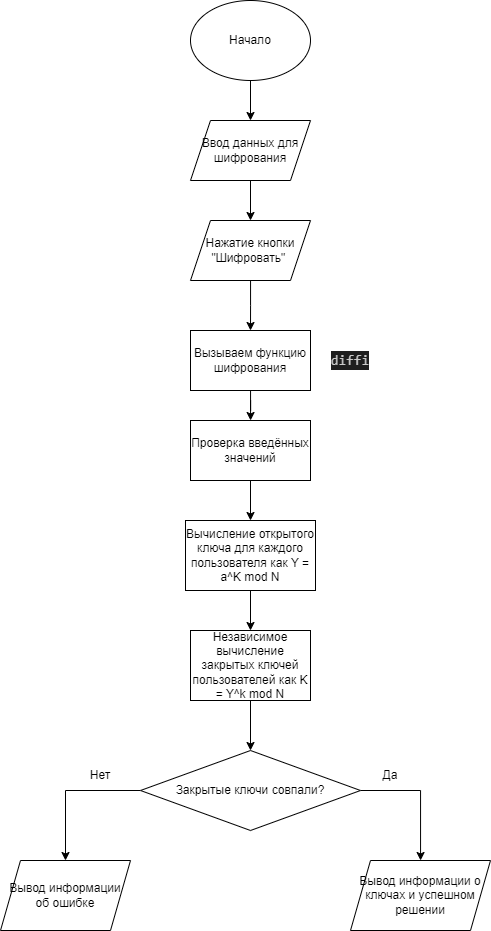 Начало
Ввод данных для
шифрования
Нажатие кнопки
"Шифровать"
Вызываем функцию
шифрования
diffi
Проверка введённых
значений
Вычисление открытого
ключа для каждого
пользователя как Y =
a^K mod N
Независимое
вычисление
закрытых ключей
пользователей как K
= Y^k mod N
Закрытые ключи совпали?
Нет
Да
Вывод информации
об ошибке
Вывод информации о
ключах и успешном
решении